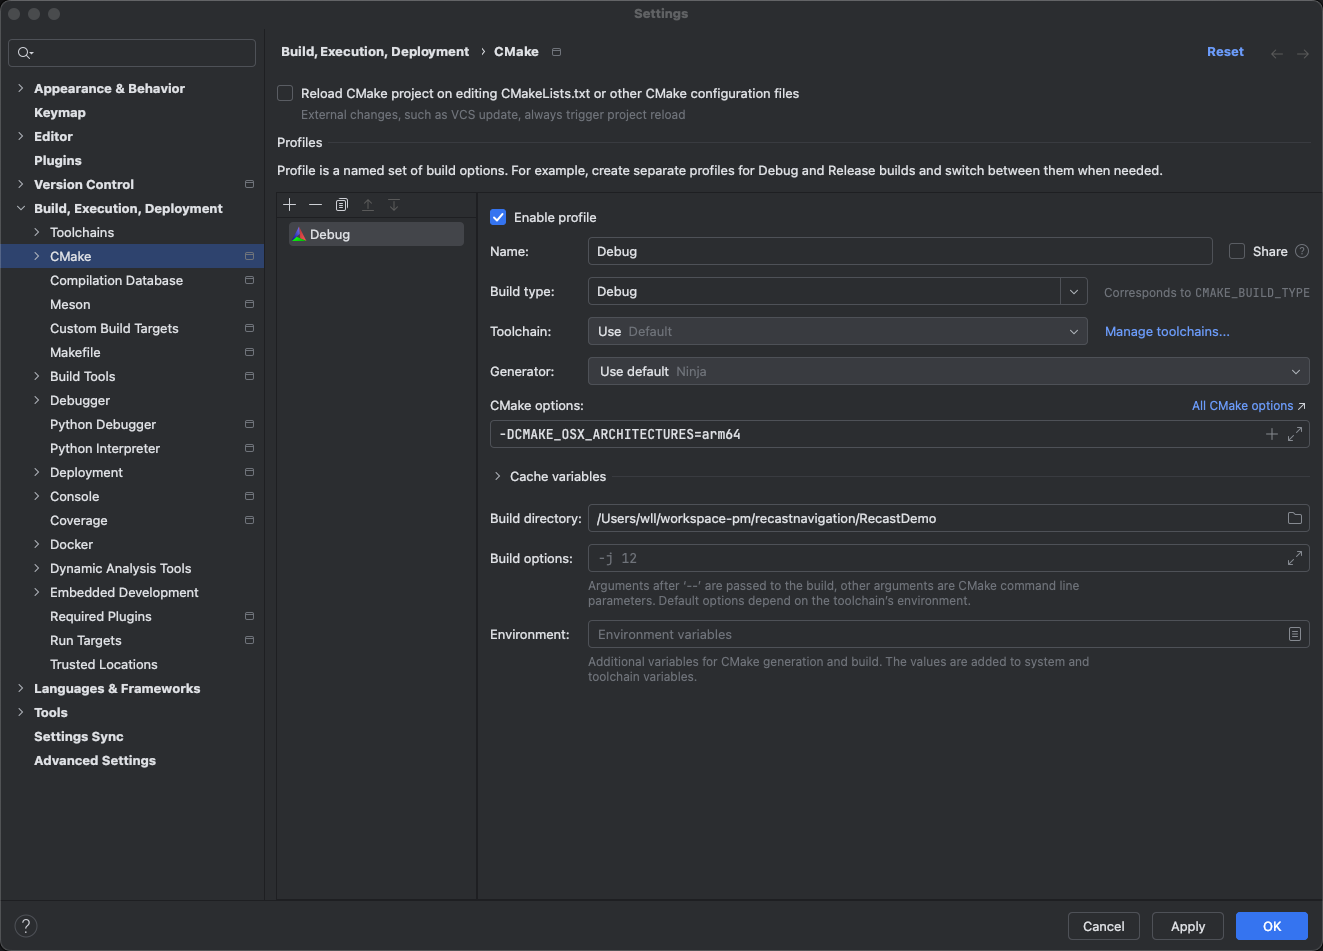 Settings
Appearance & Behavior
Keymap
Editor
Plugins
Version Control
Build, Execution, Deployment
Toolchains
CMake
Compilation Database
Meson
Custom Build Targets
Makefile
Build Tools
Debugger
Python Debugger
Python Interpreter
Deployment
Console
Coverage
Docker
Dynamic Analysis Tools
Embedded Development
Required Plugins
Run Targets
Trusted Locations
Languages & Frameworks
Tools
Settings Sync
Advanced Settings
Build, Execution, Deployment › CMake
Reset
Reload CMake project on editing CMakeLists.txt or other CMake configuration files
External changes, such as VCS update, always trigger project reload
Profiles
Profile is a named set of build options. For example, create separate profiles for Debug and Release builds and switch between them when needed.
Debug
Enable profile
Name: Debug Share ?
Build type: Debug Corresponds to CMAKE_BUILD_TYPE
Toolchain: Use Default Manage toolchains...
Generator: Use default Ninja
CMake options: All CMake options ↗
-DCMAKE_OSX_ARCHITECTURES=arm64
Cache variables
Build directory: /Users/wll/workspace-pm/recastnavigation/RecastDemo
Build options: -j 12
Arguments after '--' are passed to the build, other arguments are CMake command line
parameters. Default options depend on the toolchain's environment.
Environment: Environment variables
Additional variables for CMake generation and build. The values are added to system and
toolchain variables.
? Cancel Apply OK